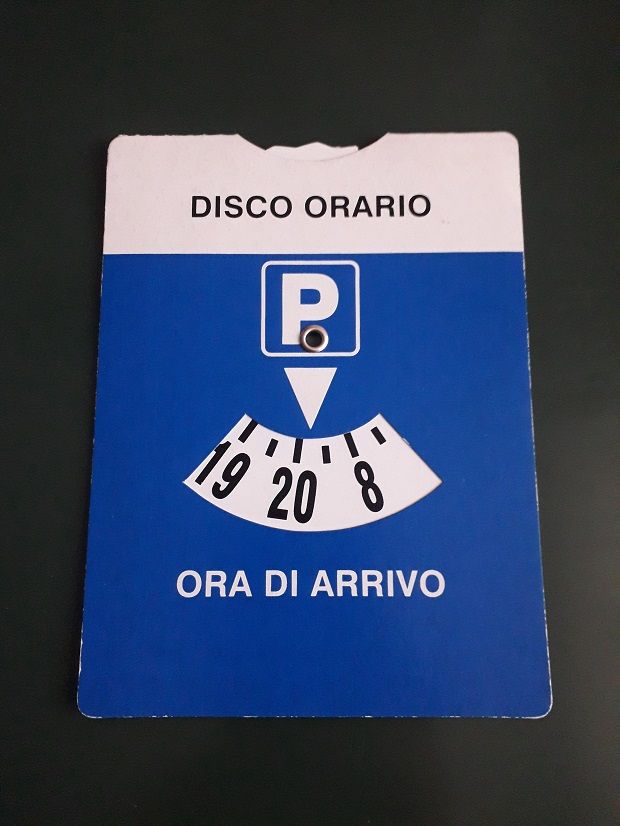 DISCO ORARIO
P
19 20 8
ORA DI ARRIVO